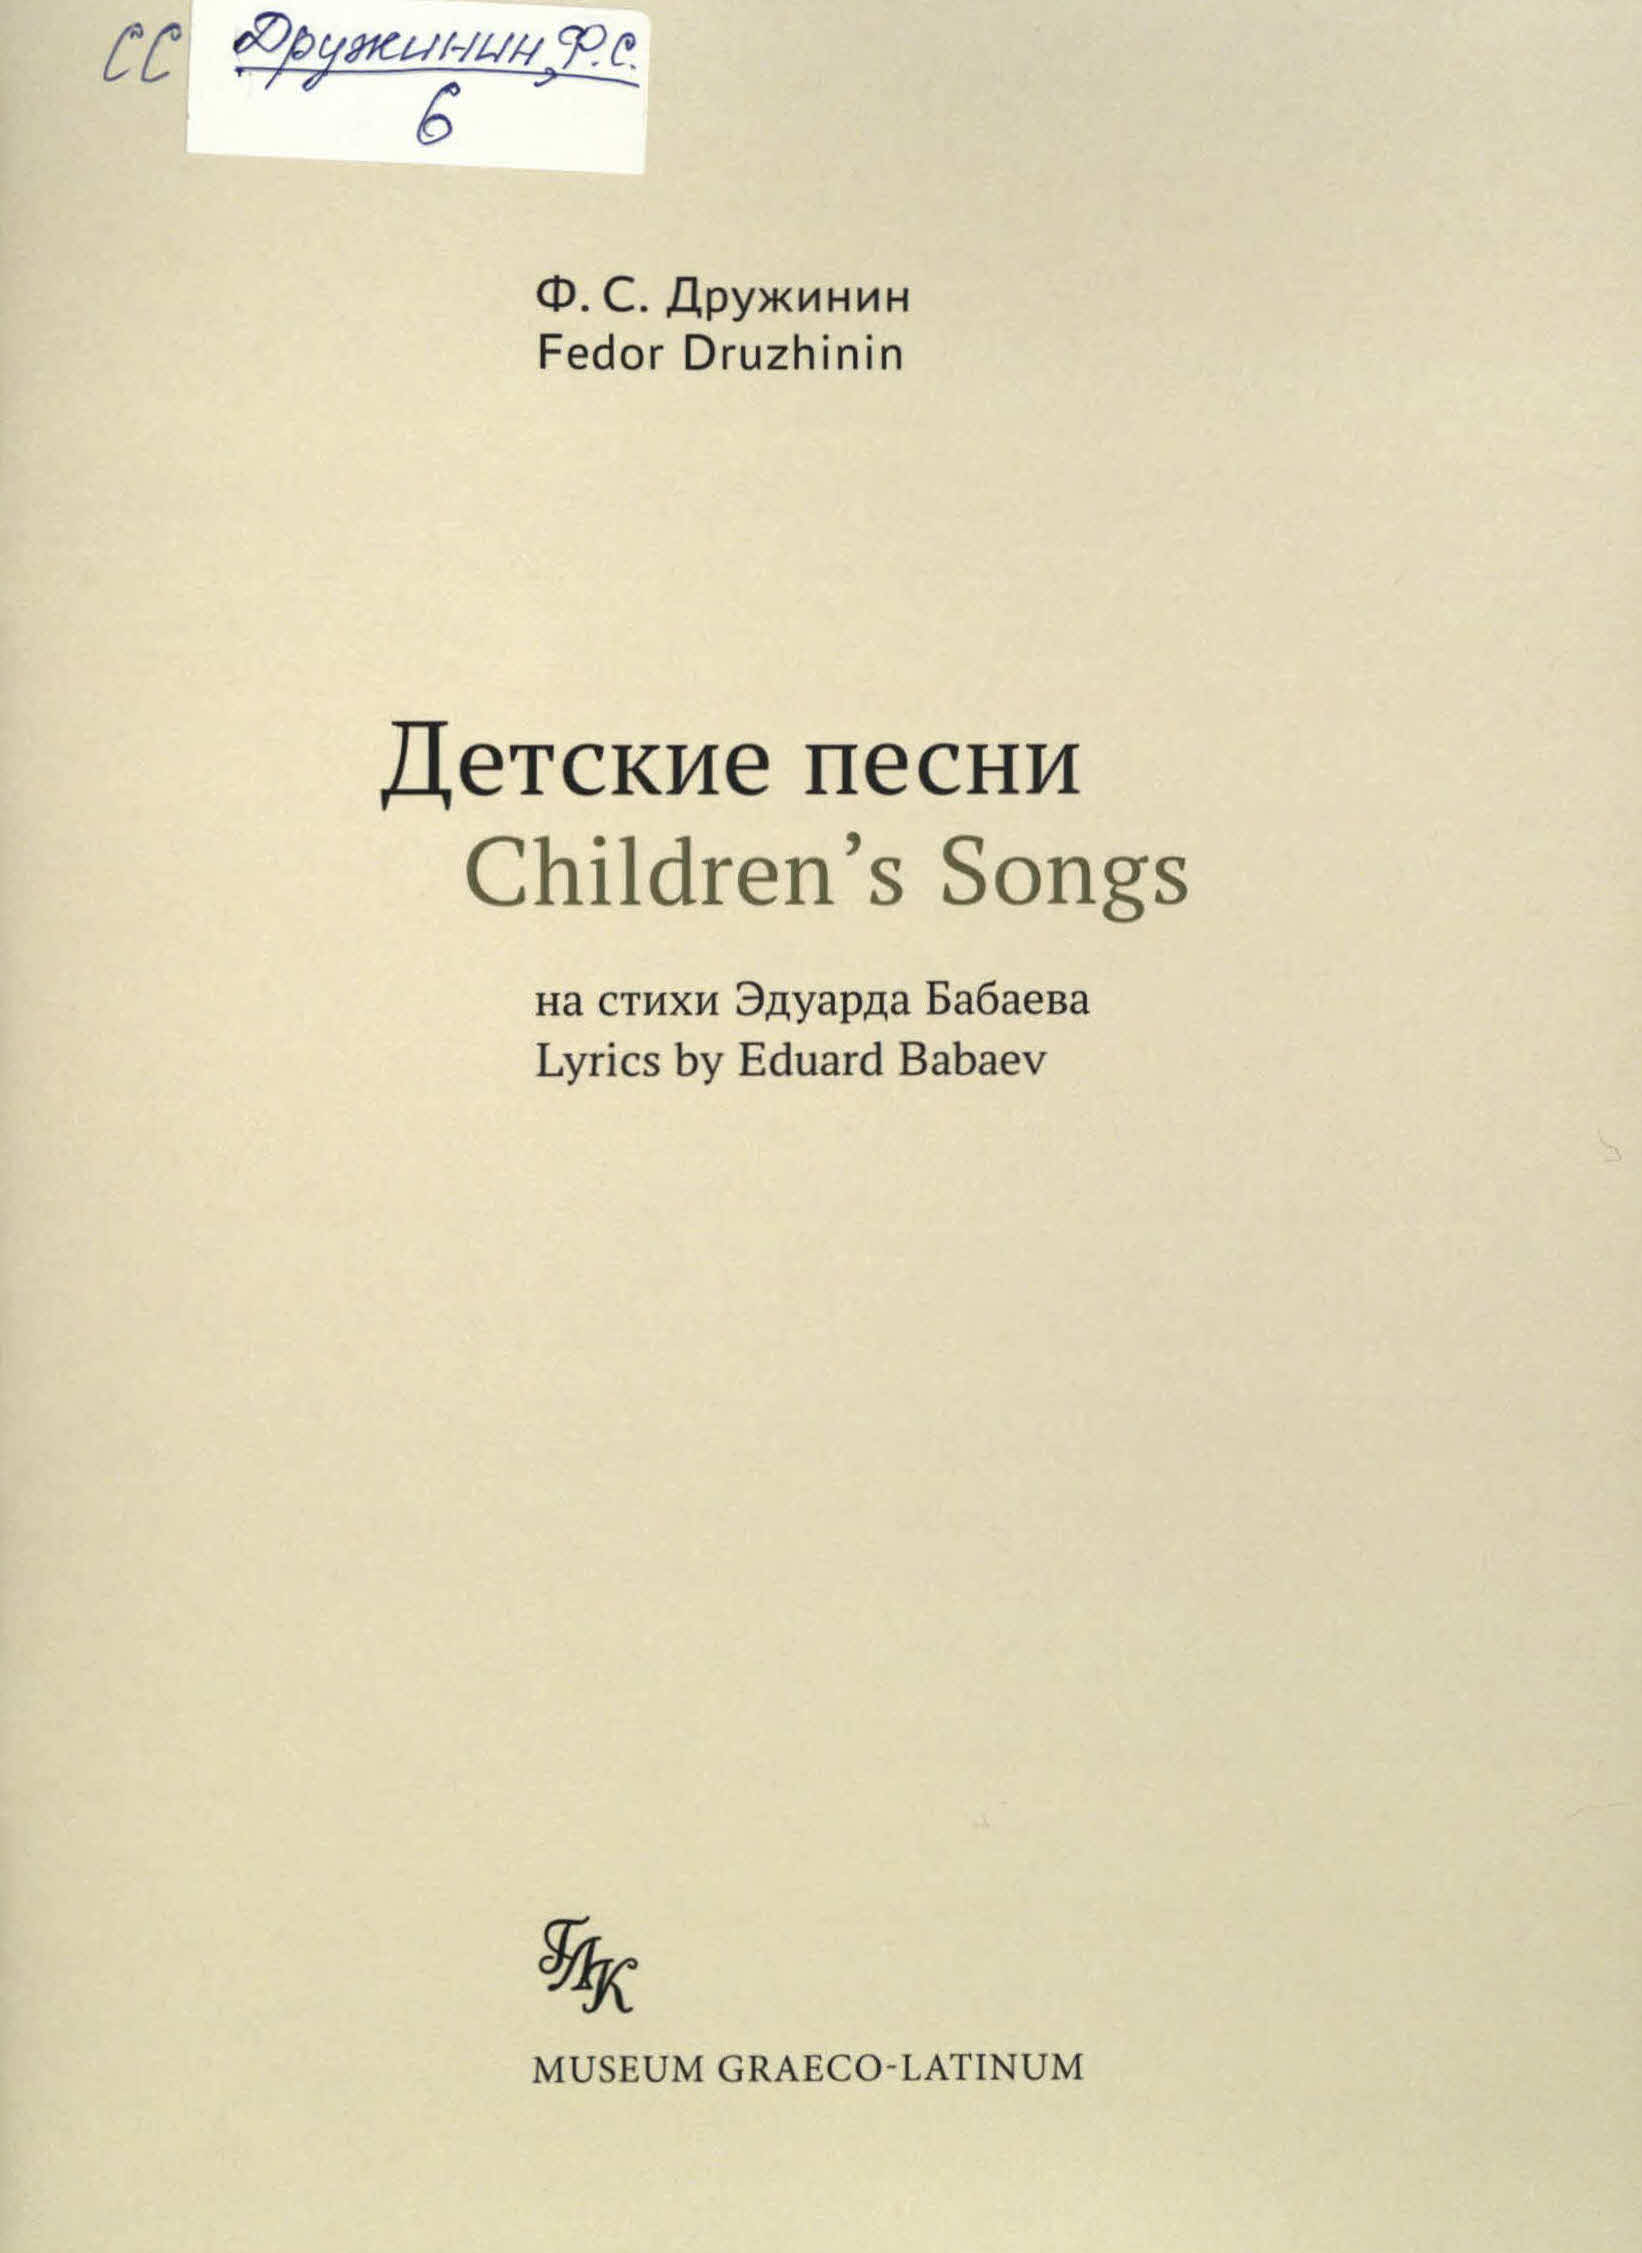 СС
Дружинин, Ф.С.
6
Ф. С. Дружинин
Fedor Druzhinin
Детские песни
Children’s Songs
на стихи Эдуарда Бабаева
Lyrics by Eduard Babaev
ГЛК
MUSEUM GRAECO-LATINUM